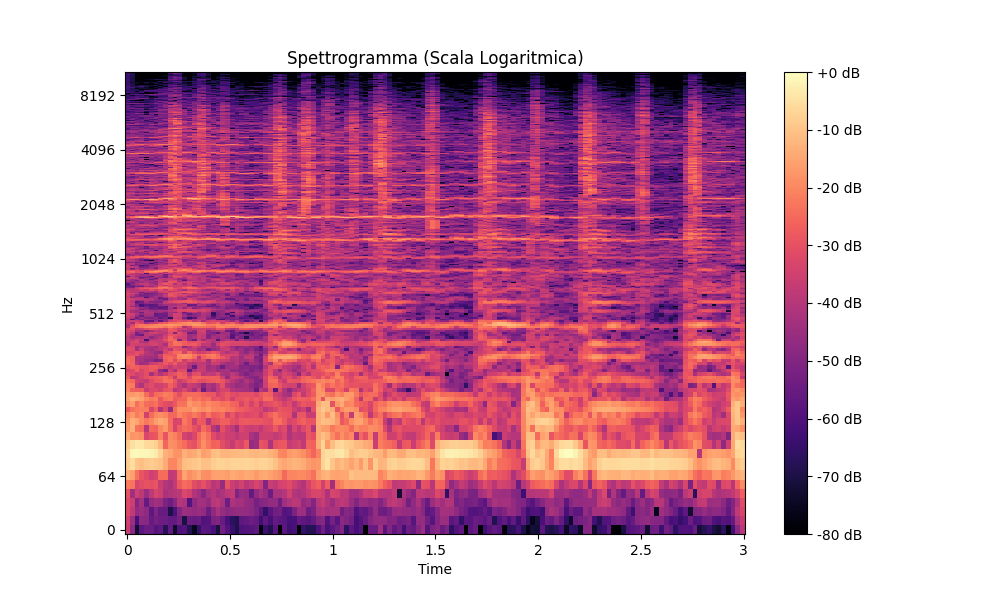 Spettrogramma (Scala Logaritmica)
Hz
8192
4096
2048
1024
512
256
128
64
0
0
0.5
1
1.5
2
2.5
3
Time
+0 dB
-10 dB
-20 dB
-30 dB
-40 dB
-50 dB
-60 dB
-70 dB
-80 dB